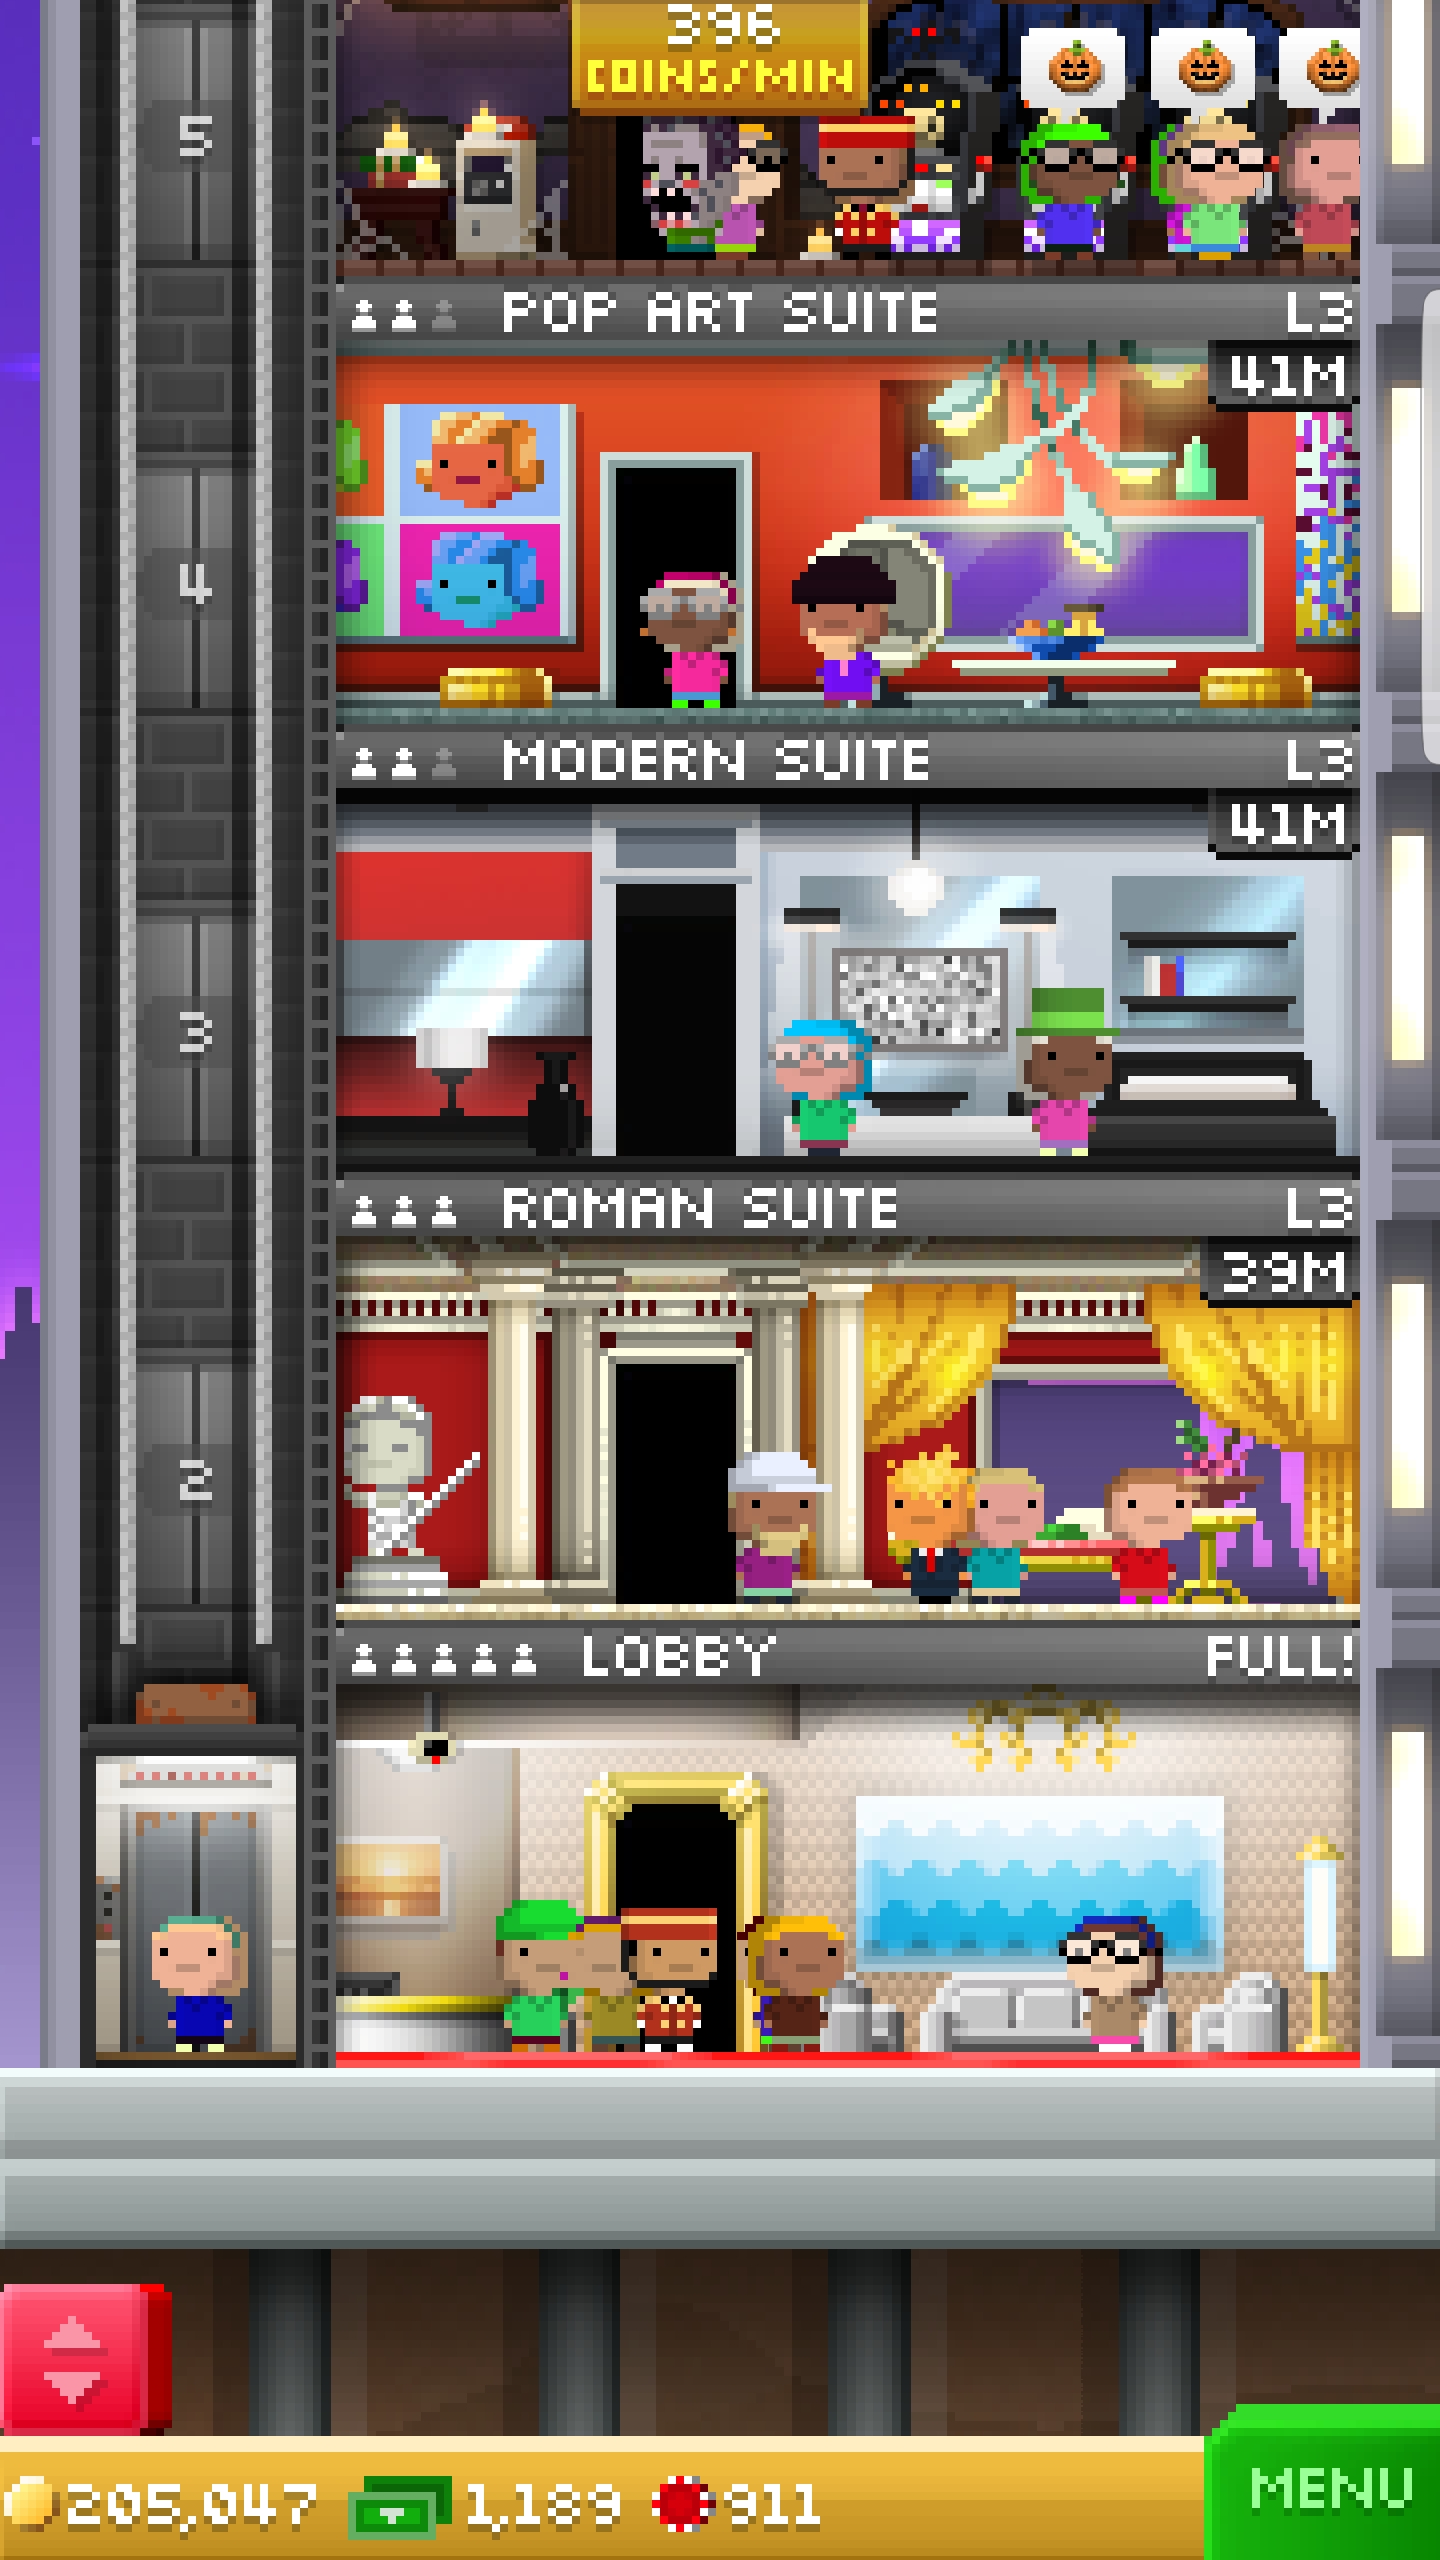 396
COINS/MIN
5
POP ART SUITE L3
41M
4
MODERN SUITE L3
41M
3
ROMAN SUITE L3
39M
2
LOBBY FULL!
205,047 1,189 911
MENU